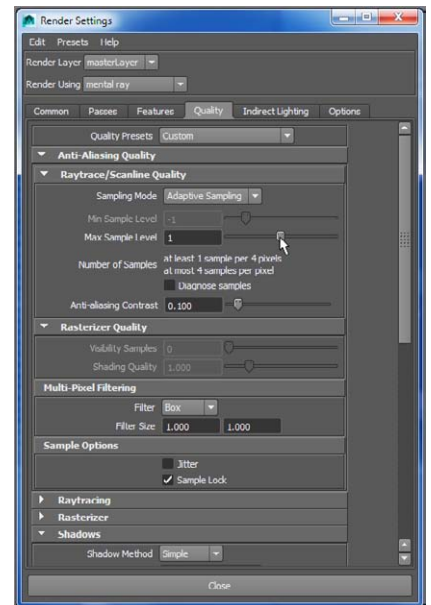 Render Settings
Edit Presets Help
Render Layer masterLayer
Render Using mental ray
Common Passes Features Quality Indirect Lighting Options
Quality Presets Custom
Anti-Aliasing Quality
Raytrace/Scanline Quality
Sampling Mode Adaptive Sampling
Min Sample Level -1
Max Sample Level 1
Number of Samples at least 1 sample per 4 pixels
at most 4 samples per pixel
Diagnose samples
Anti-aliasing Contrast 0.100
Rasterizer Quality
Visibility Samples 0
Shading Quality 1.000
Multi-Pixel Filtering
Filter Box
Filter Size 1.000 1.000
Sample Options
Jitter
Sample Lock
Raytracing
Rasterizer
Shadows
Shadow Method Simple
Close